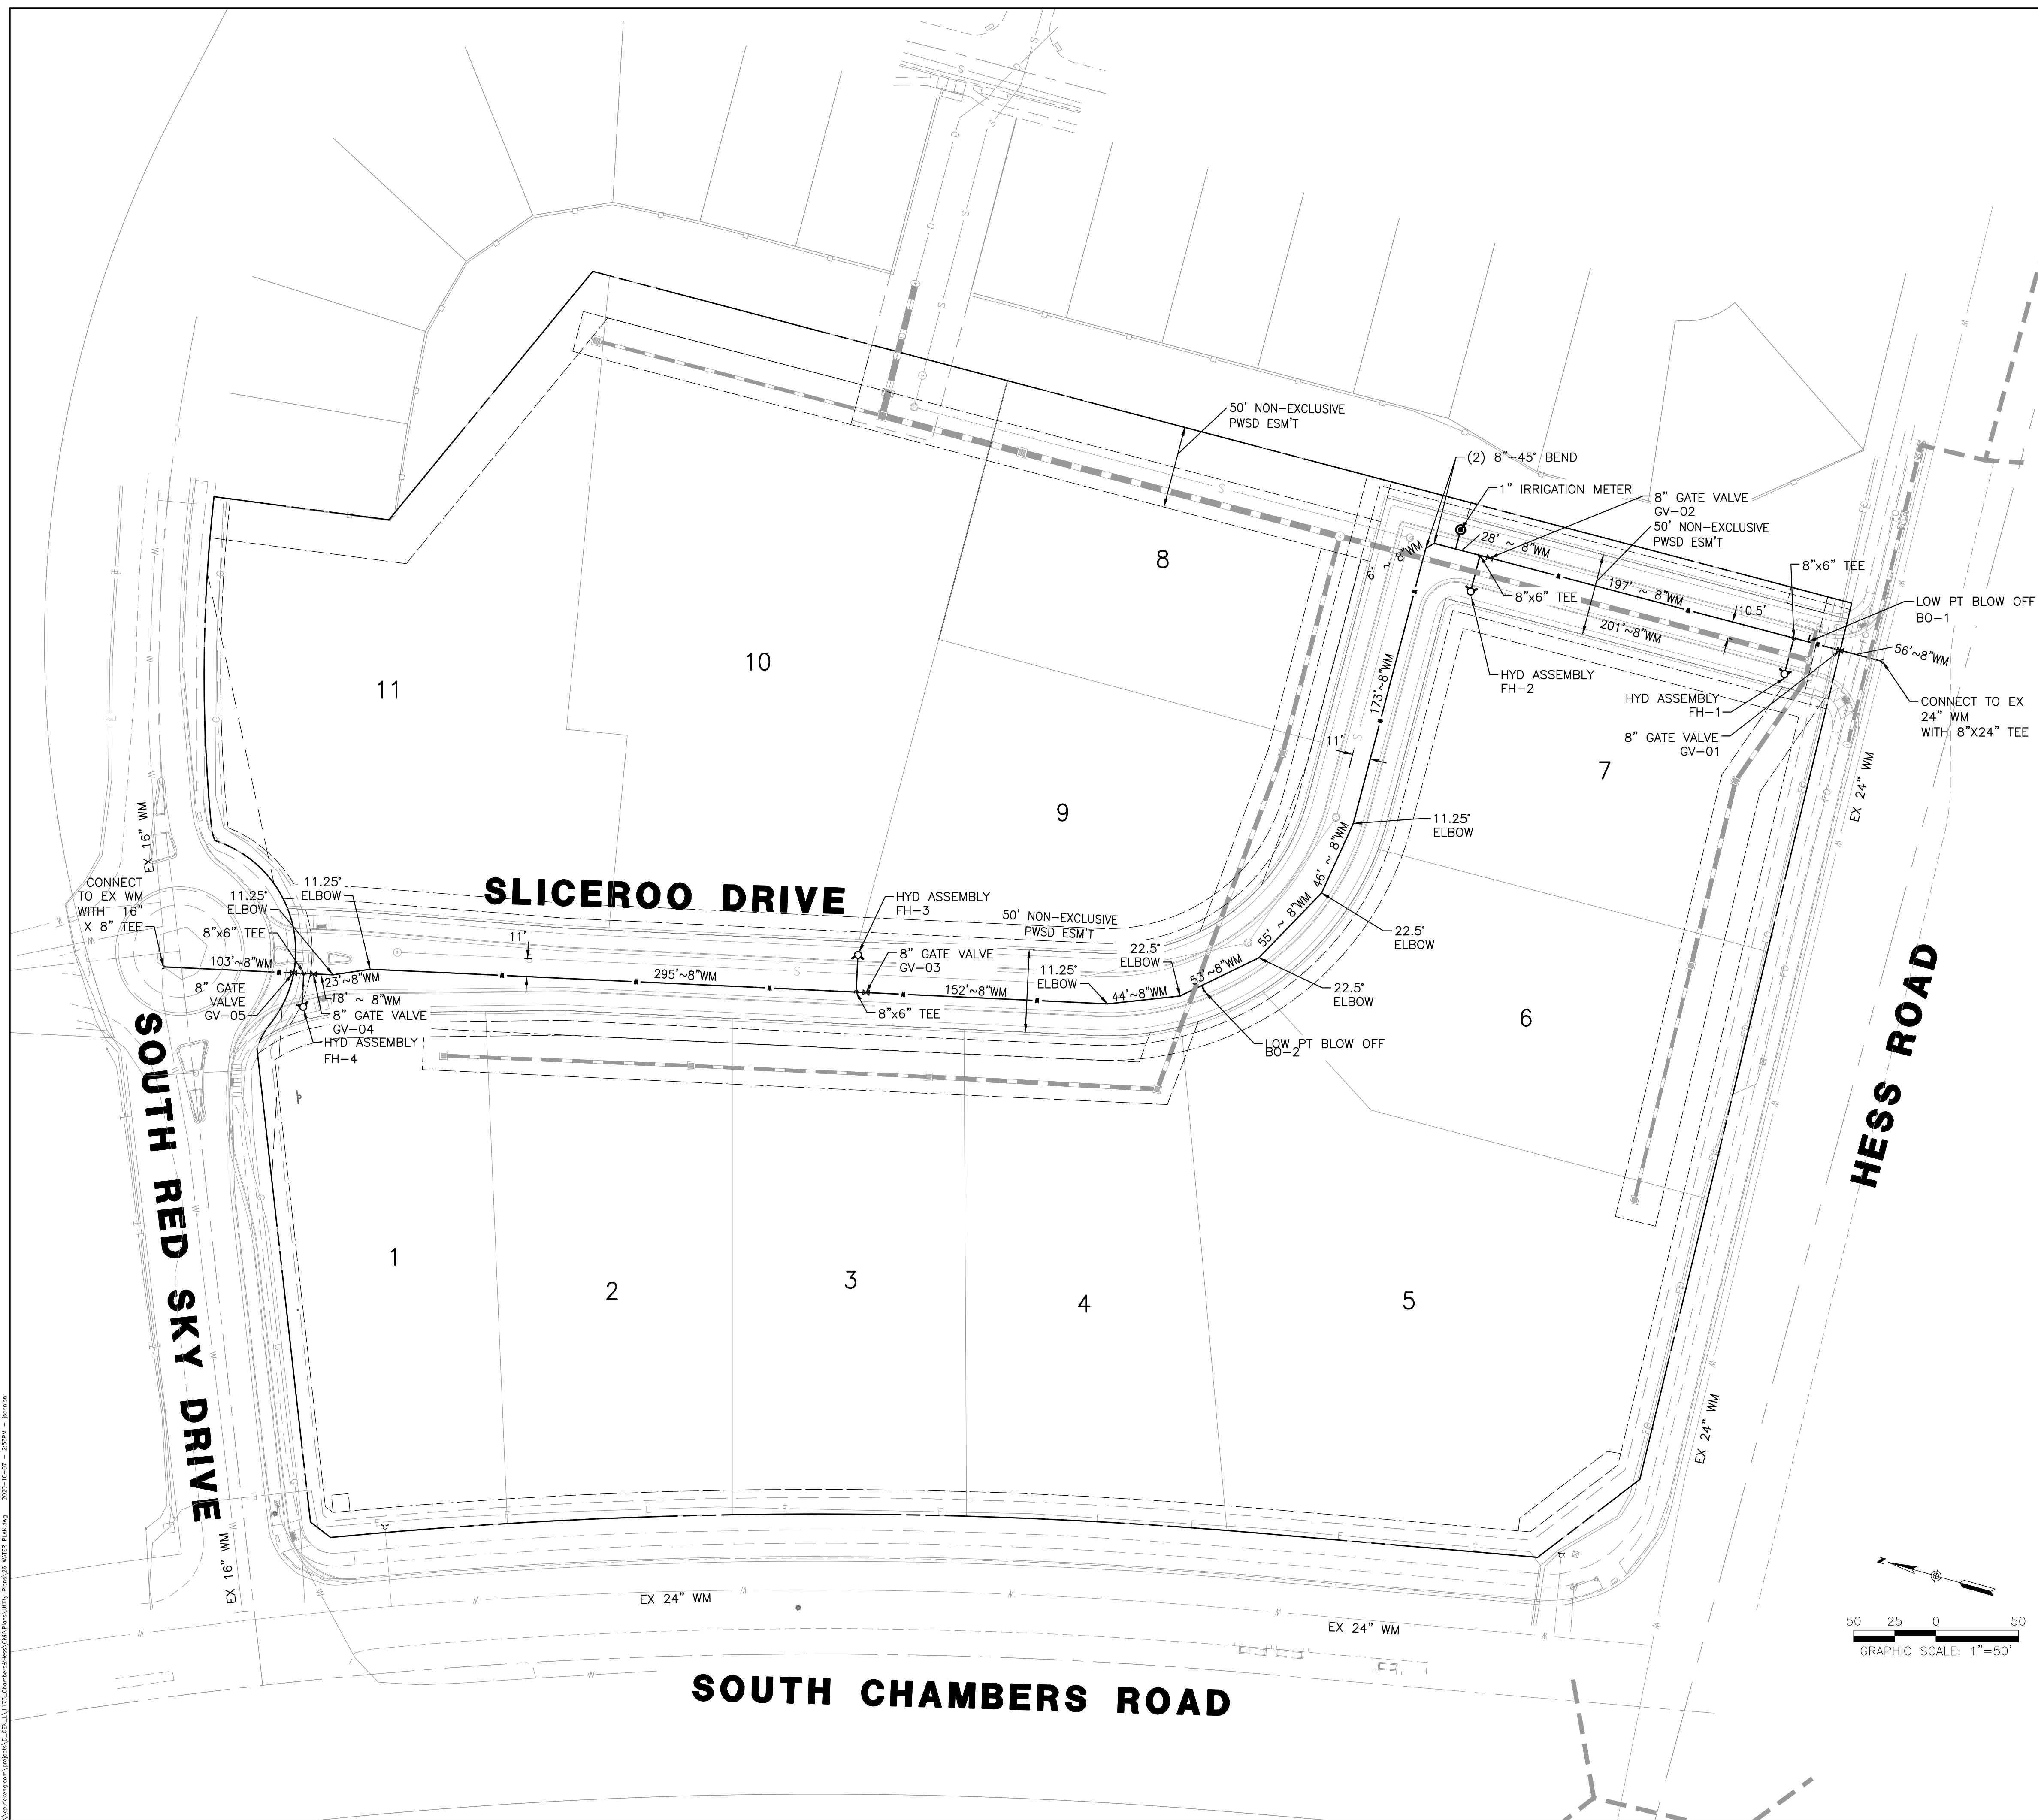 50' NON-EXCLUSIVE
PWSD ESM'T
(2) 8"-45° BEND
1" IRRIGATION METER
8" GATE VALVE
GV-02
50' NON-EXCLUSIVE
PWSD ESM'T
28' ~ 8"WM
6' ~ 8"WM
8"x6" TEE
8"x6" TEE
197' ~ 8"WM
10.5'
LOW PT BLOW OFF
BO-1
201'~8"WM
56'~8"WM
HYD ASSEMBLY
FH-2
HYD ASSEMBLY
FH-1
CONNECT TO EX
24" WM
WITH 8"X24" TEE
8" GATE VALVE
GV-01
173'~8"WM
11'
8
10
11
7
9
EX 24" WM
EX 16" WM
11.25°
ELBOW
46' ~ 8"WM
CONNECT
TO EX WM
WITH 16"
X 8" TEE
11.25°
ELBOW
11.25°
ELBOW
8"x6" TEE
SLICEROO DRIVE
HYD ASSEMBLY
FH-3
50' NON-EXCLUSIVE
PWSD ESM'T
22.5°
ELBOW
55' ~ 8"WM
22.5°
ELBOW
11'
103'~8"WM
23'~8"WM
295'~8"WM
8" GATE VALVE
GV-03
11.25°
ELBOW
152'~8"WM
44'~8"WM
53'~8"WM
22.5°
ELBOW
8" GATE
VALVE
GV-05
18' ~ 8"WM
8" GATE VALVE
GV-04
HYD ASSEMBLY
FH-4
8"x6" TEE
LOW PT BLOW OFF
BO-2
6
HESS ROAD
SOUTH RED SKY DRIVE
1
2
3
4
5
EX 24" WM
EX 16" WM
EX 24" WM
EX 24" WM
SOUTH CHAMBERS ROAD
N
50 25 0 50
GRAPHIC SCALE: 1"=50'
2020-10-07 - 2:53PM - jscanlon